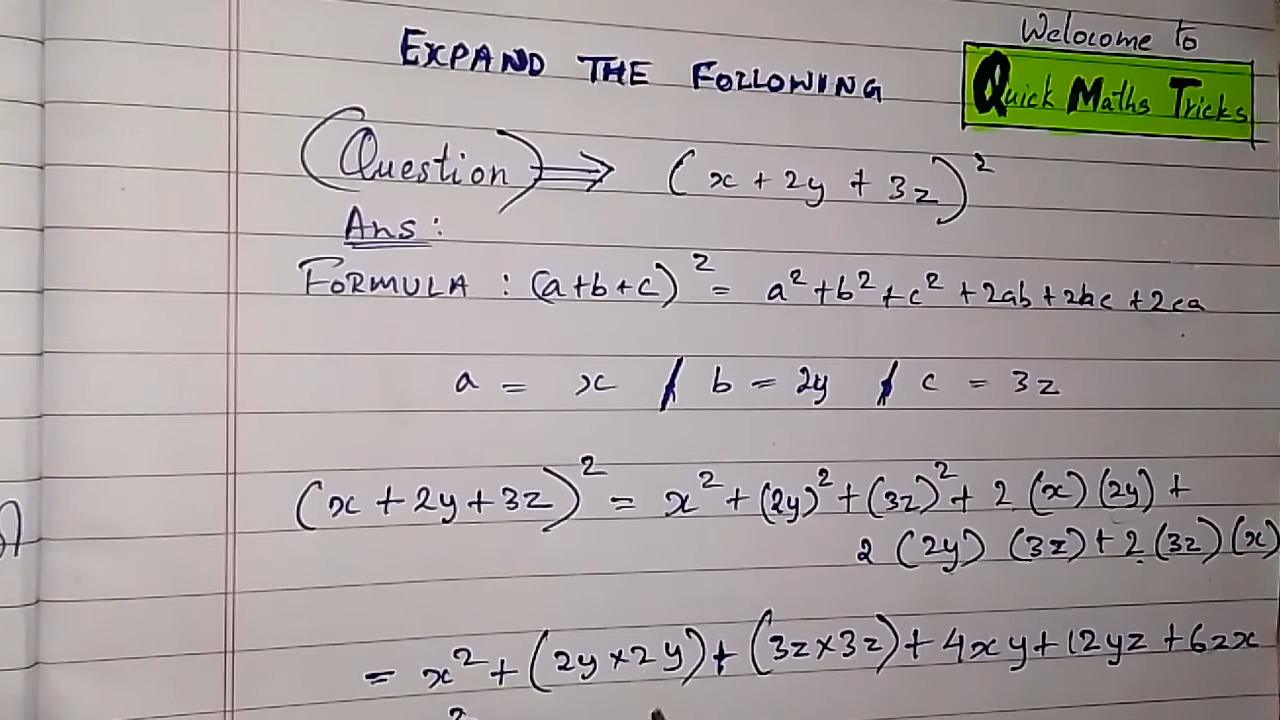 Welocome to
Quick Maths Tricks
EXPAND THE FOLLOWING
(Question) ⇒ (x + 2y + 3z)²
Ans :
FORMULA : (a+b+c)² = a² + b² + c² + 2ab + 2bc + 2ca
a = x / b = 2y / c = 3z
(x + 2y + 3z)² = x² + (2y)² + (3z)² + 2 (x) (2y) +
2 (2y) (3z) + 2 (3z) (x)
= x² + (2y × 2y) + (3z × 3z) + 4xy + 12yz + 6zx